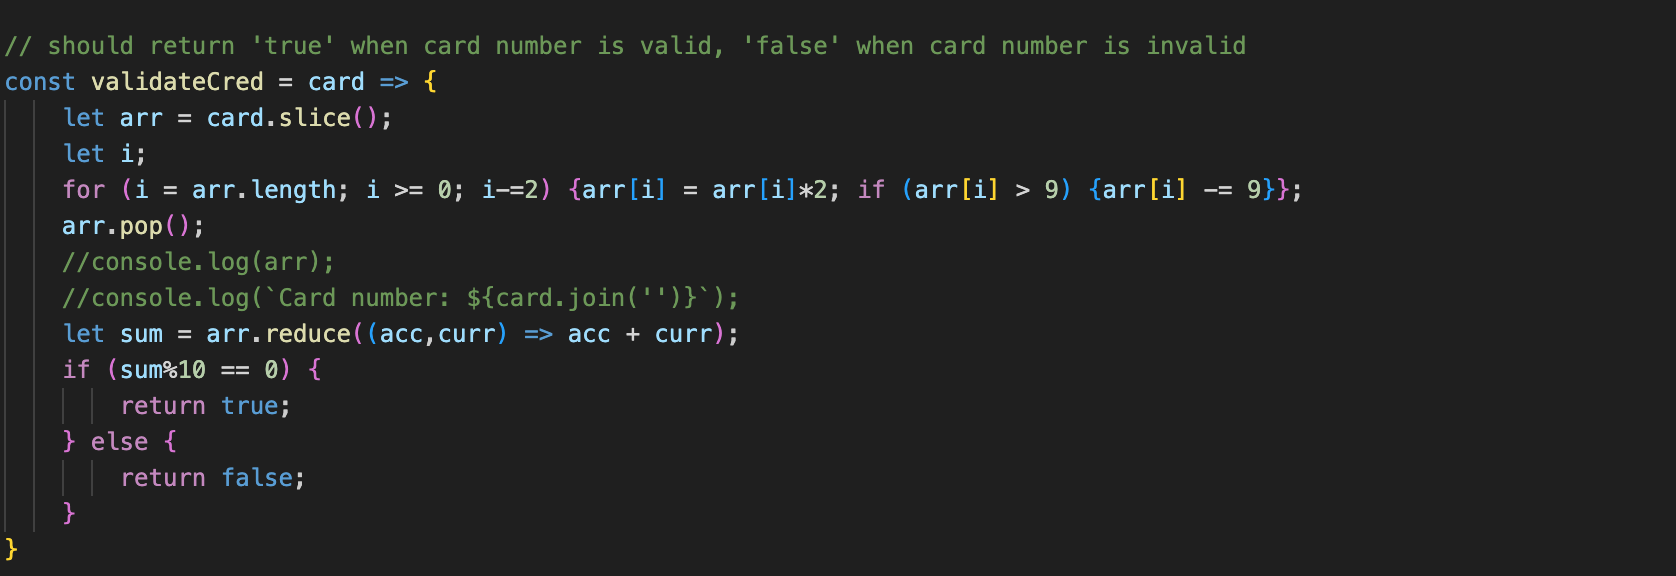 // should return 'true' when card number is valid, 'false' when card number is invalid
const validateCred = card => {
    let arr = card.slice();
    let i;
    for (i = arr.length; i >= 0; i-=2) {arr[i] = arr[i]*2; if (arr[i] > 9) {arr[i] -= 9}};
    arr.pop();
    //console.log(arr);
    //console.log(`Card number: ${card.join('')}`);
    let sum = arr.reduce((acc,curr) => acc + curr);
    if (sum%10 == 0) {
        return true;
    } else {
        return false;
    }
}